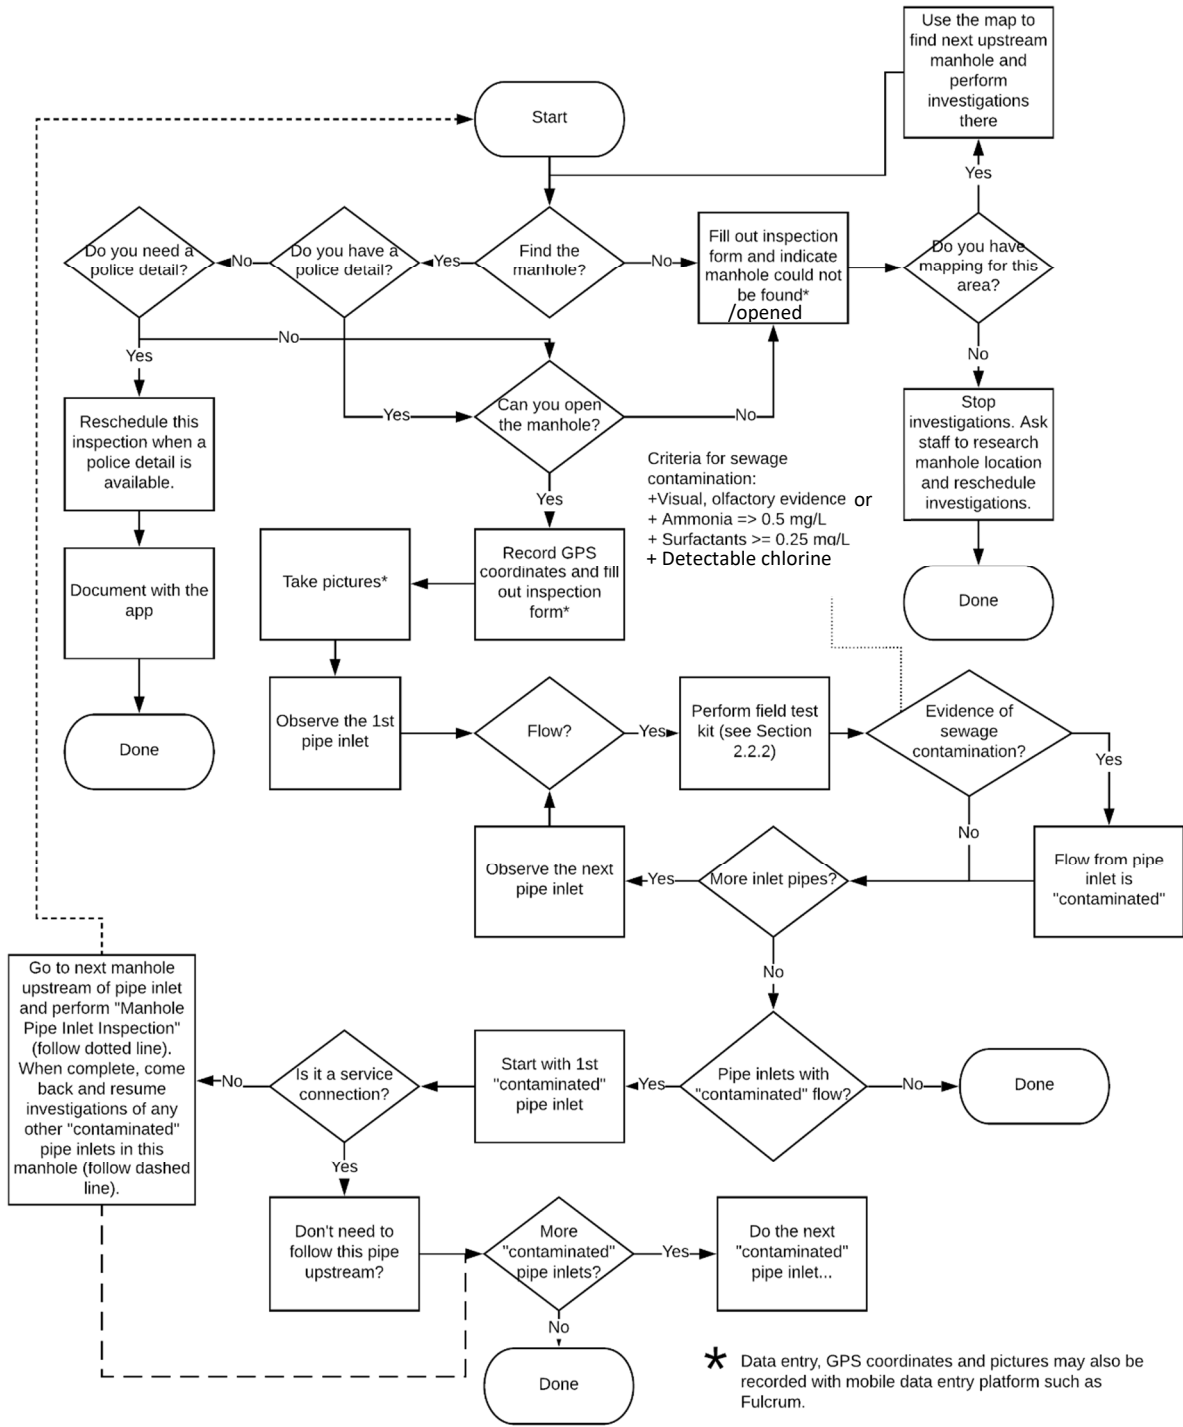 Use the map to
find next upstream
manhole and
perform
investigations
there
Start
Yes
Do you need a
police detail?
No
Do you have a
police detail?
Yes
Find the
manhole?
No
Fill out inspection
form and indicate
manhole could not
be found*
/opened
Do you have
mapping for this
area?
No
Yes
No
Reschedule this
inspection when a
police detail is
available.
Yes
Can you open
the manhole?
No
Stop
investigations. Ask
staff to research
manhole location
and reschedule
investigations.
Criteria for sewage
contamination:
+Visual, olfactory evidence or
+ Ammonia => 0.5 mg/L
+ Surfactants >= 0.25 mg/L
+ Detectable chlorine
Yes
Document with the
app
Take pictures*
Record GPS
coordinates and fill
out inspection
form*
Done
Done
Observe the 1st
pipe inlet
Flow?
Yes
Perform field test
kit (see Section
2.2.2)
Evidence of
sewage
contamination?
Yes
No
Observe the next
pipe inlet
Yes
More inlet pipes?
Flow from pipe
inlet is
"contaminated"
No
Go to next manhole
upstream of pipe inlet
and perform "Manhole
Pipe Inlet Inspection"
(follow dotted line).
When complete, come
back and resume
investigations of any
other "contaminated"
pipe inlets in this
manhole (follow dashed
line).
No
Is it a service
connection?
Start with 1st
"contaminated"
pipe inlet
Yes
Pipe inlets with
"contaminated" flow?
No
Done
Yes
Don't need to
follow this pipe
upstream?
More
"contaminated"
pipe inlets?
Yes
Do the next
"contaminated"
pipe inlet...
No
Done
* Data entry, GPS coordinates and pictures may also be
recorded with mobile data entry platform such as
Fulcrum.